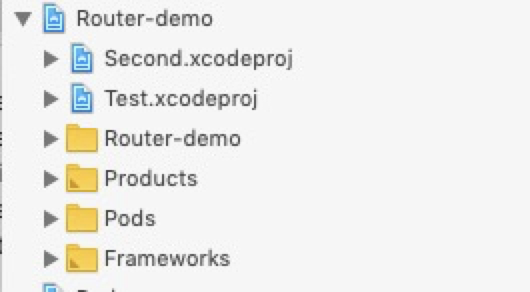 Router-demo
Second.xcodeproj
Test.xcodeproj
Router-demo
Products
Pods
Frameworks